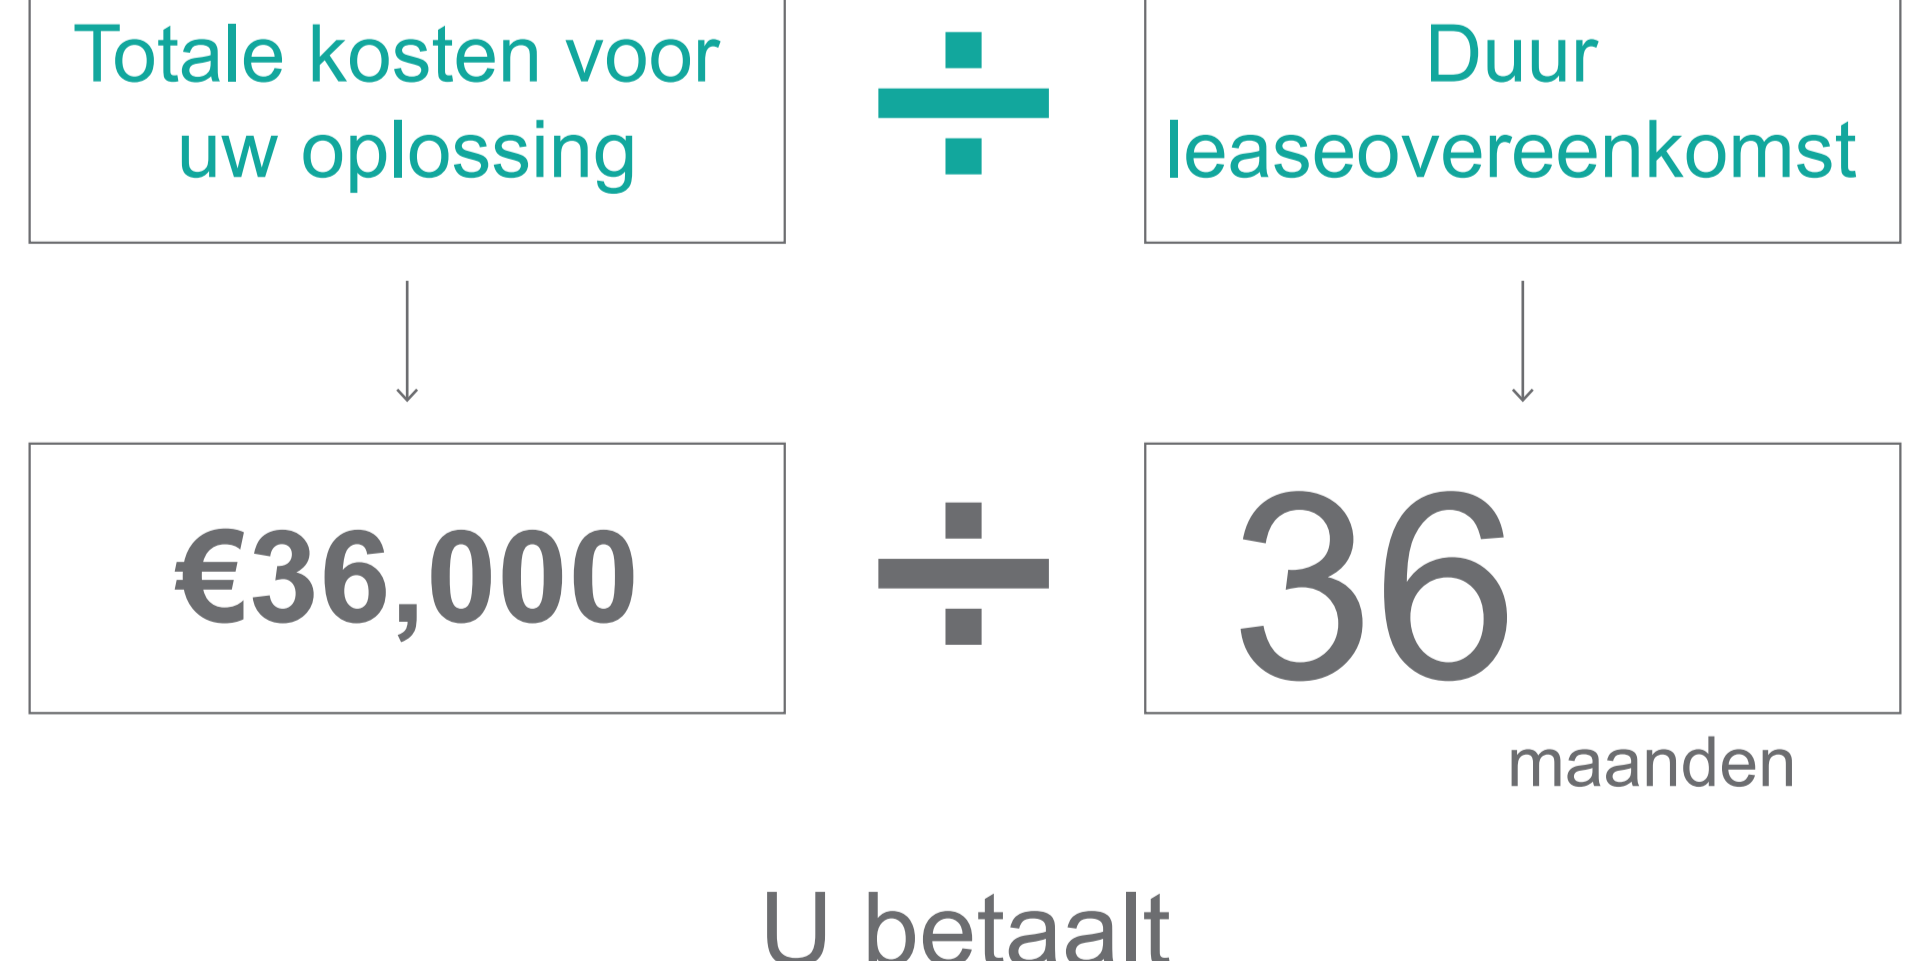 Totale kosten voor
uw oplossing
÷
Duur
leaseovereenkomst
€36,000
÷
36
maanden
U betaalt